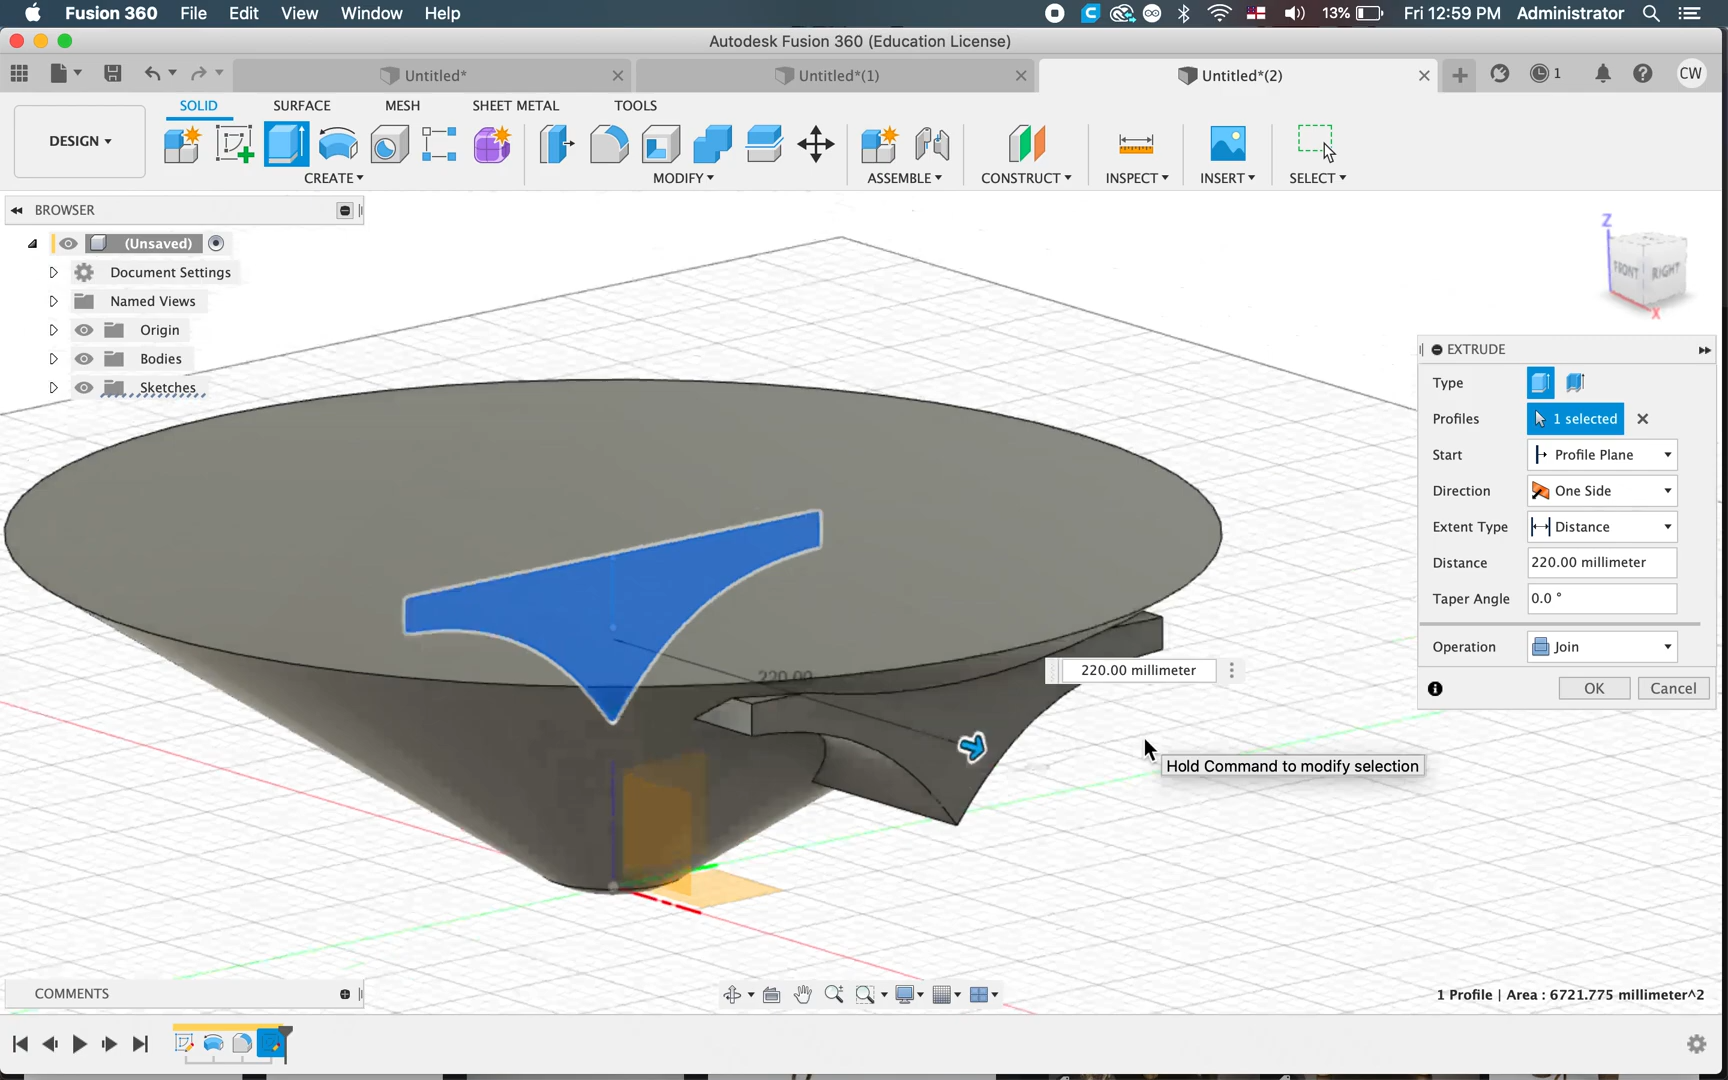 Fusion 360 File Edit View Window Help 13% Fri 12:59 PM Administrator
Autodesk Fusion 360 (Education License)
Untitled* Untitled*(1) Untitled*(2) 1 CW
SOLID SURFACE MESH SHEET METAL TOOLS
DESIGN
CREATE MODIFY ASSEMBLE CONSTRUCT INSPECT INSERT SELECT
BROWSER
(Unsaved)
Document Settings
Named Views
Origin
Bodies
Sketches
Z
FRONT RIGHT
X
EXTRUDE
Type
Profiles 1 selected
Start Profile Plane
Direction One Side
Extent Type Distance
Distance 220.00 millimeter
Taper Angle 0.0 °
Operation Join
OK Cancel
220.00
220.00 millimeter
Hold Command to modify selection
COMMENTS
1 Profile | Area : 6721.775 millimeter^2